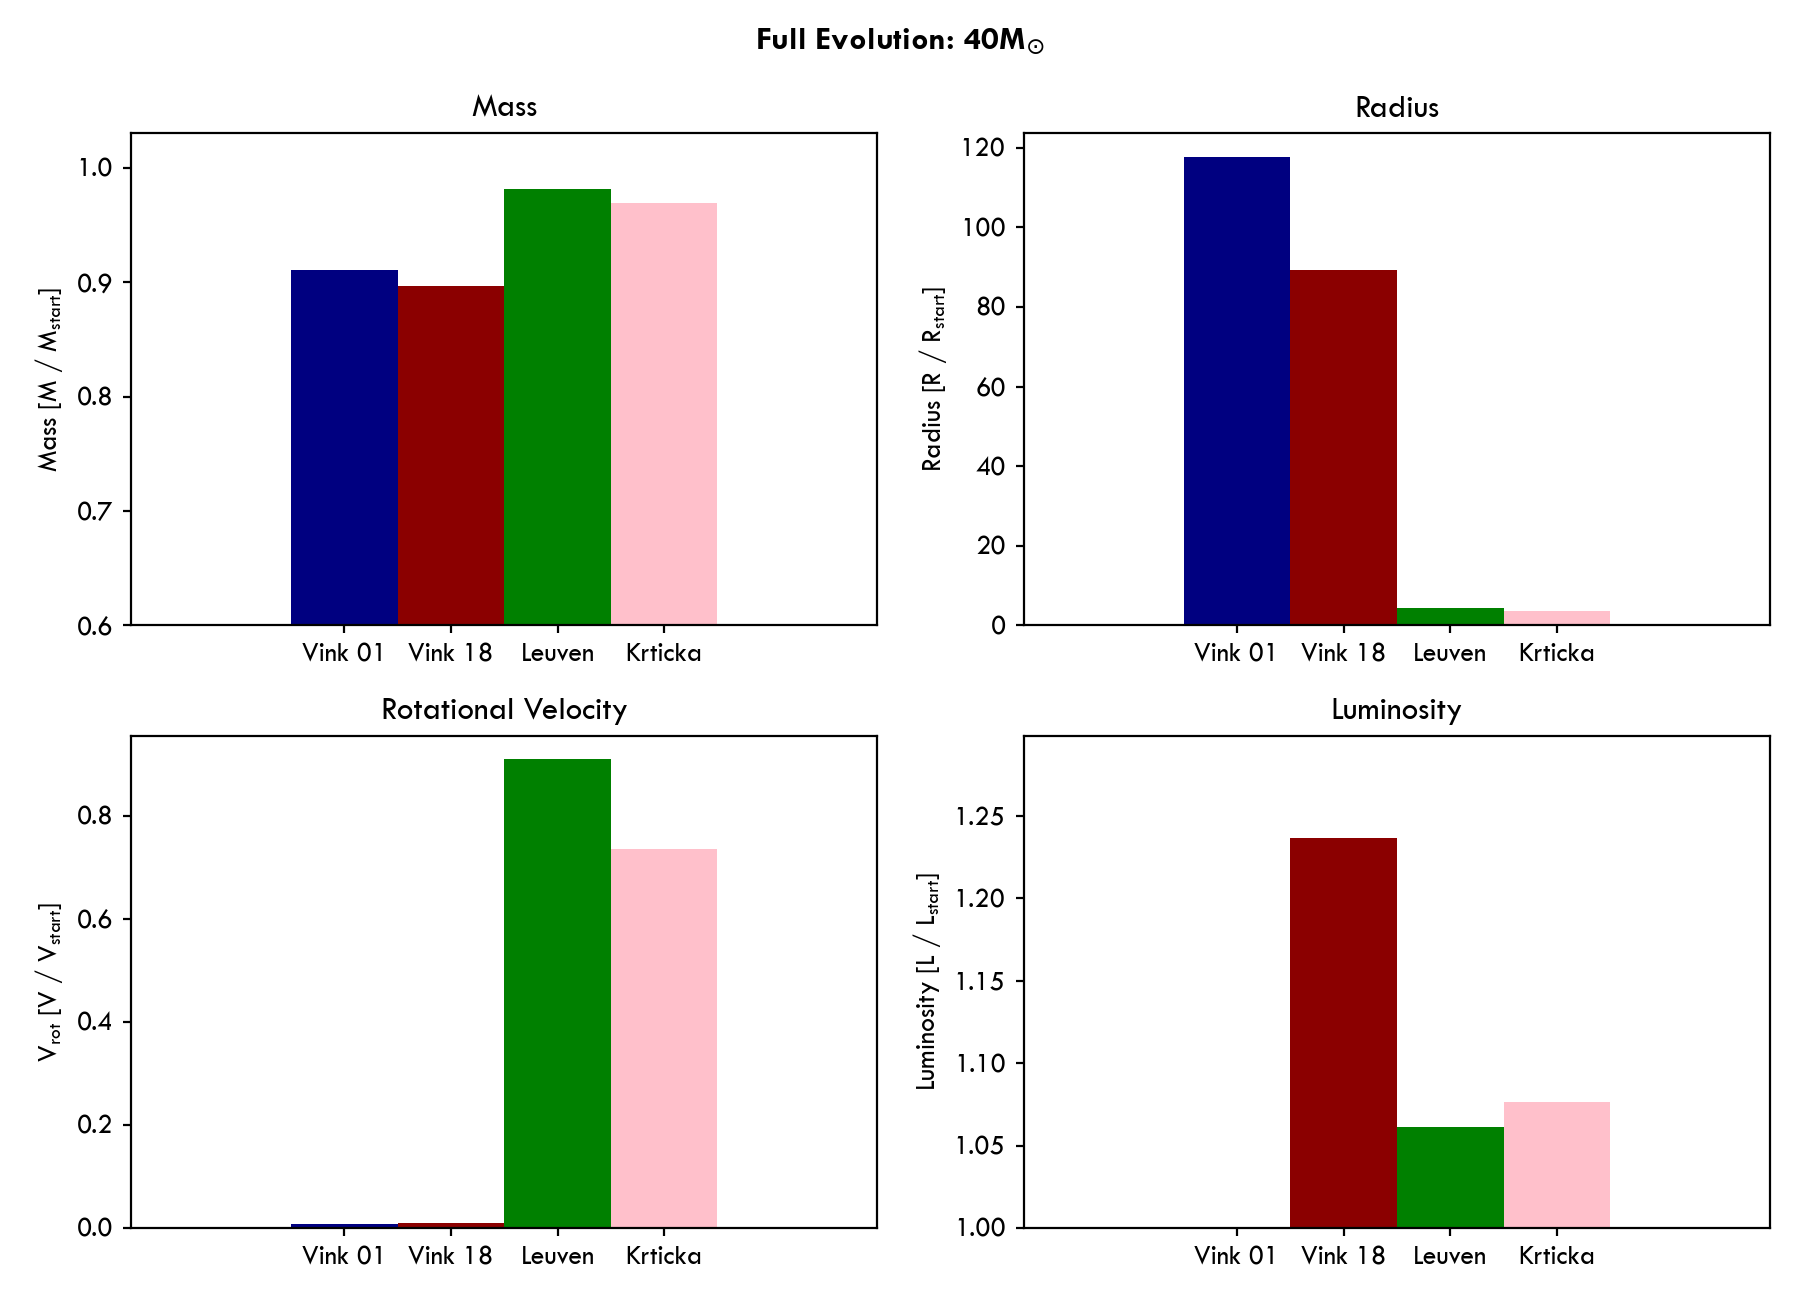 Full Evolution: 40M☉
Mass
Mass [M / Mstart]
1.0
0.9
0.8
0.7
0.6
Vink 01 Vink 18 Leuven Krticka
Radius
Radius [R / Rstart]
120
100
80
60
40
20
0
Vink 01 Vink 18 Leuven Krticka
Rotational Velocity
Vrot [V / Vstart]
0.8
0.6
0.4
0.2
0.0
Vink 01 Vink 18 Leuven Krticka
Luminosity
Luminosity [L / Lstart]
1.25
1.20
1.15
1.10
1.05
1.00
Vink 01 Vink 18 Leuven Krticka